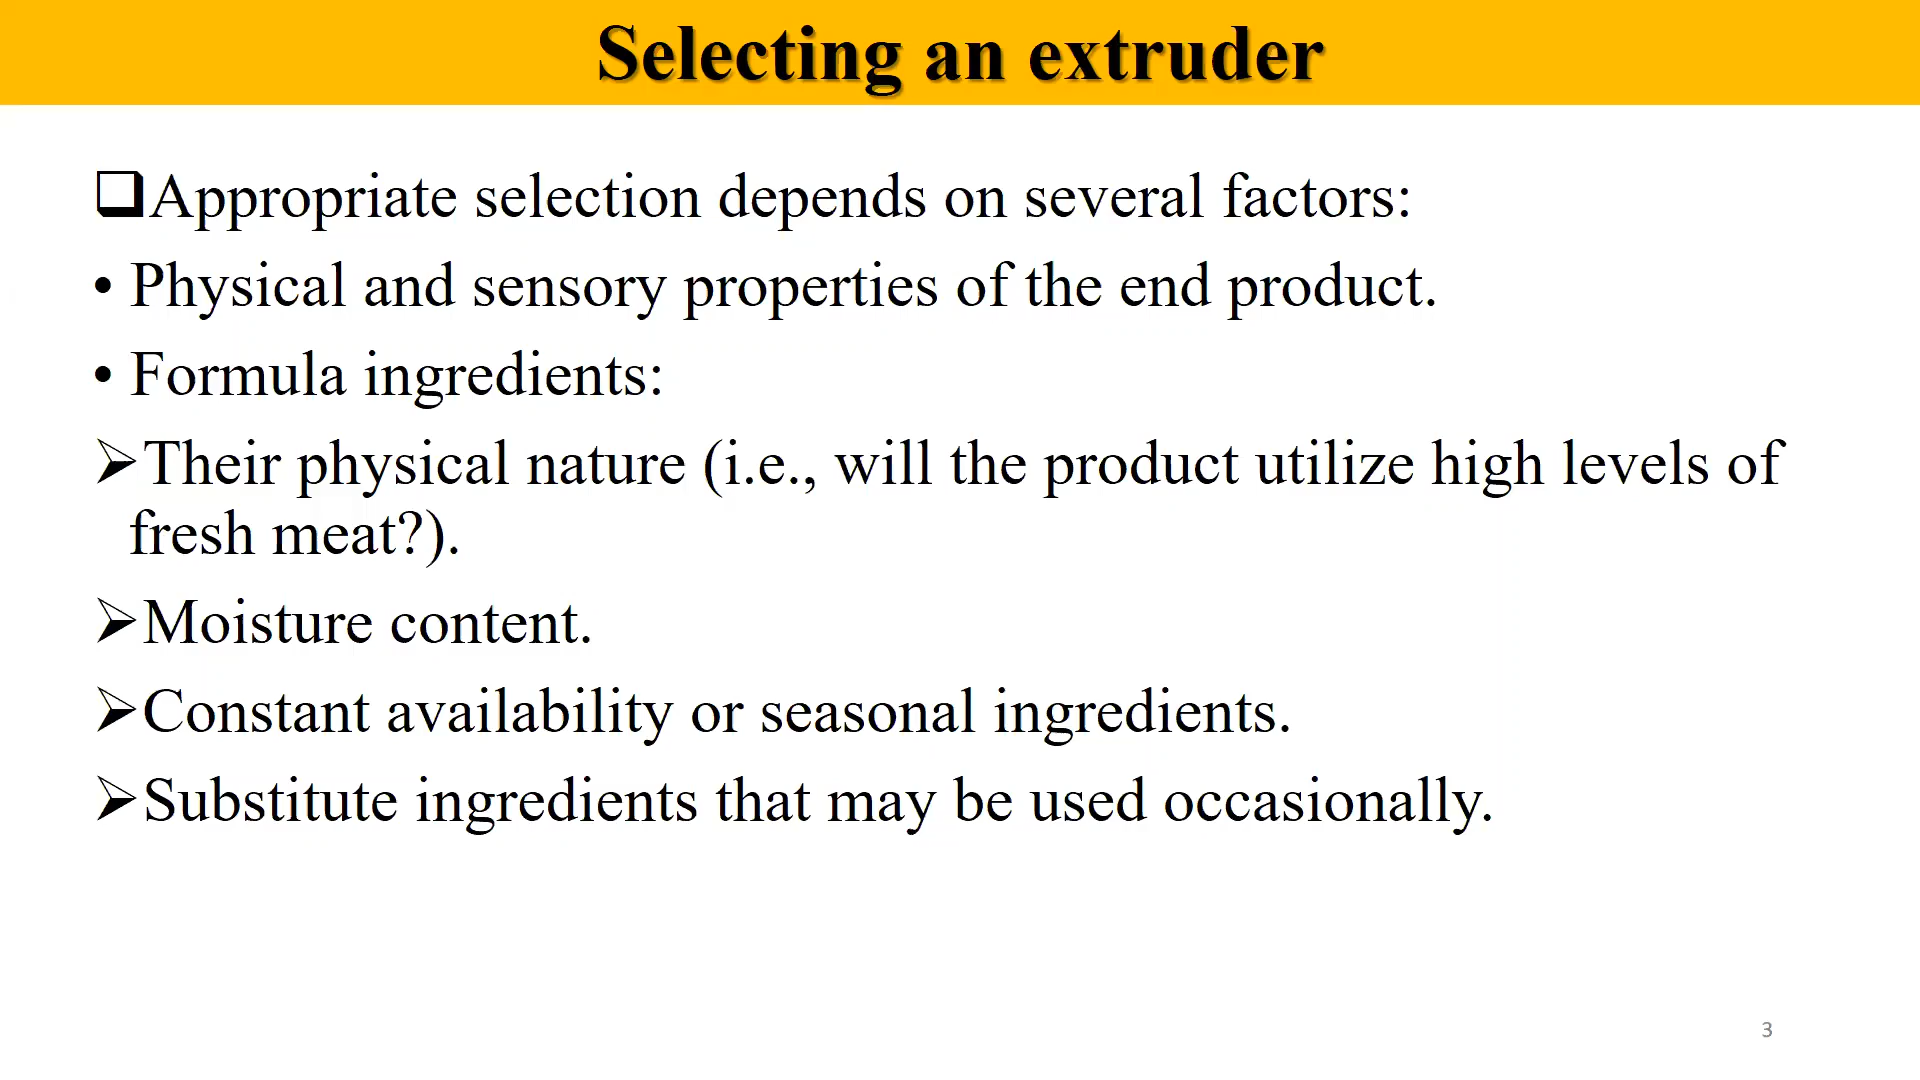 Selecting an extruder
❑Appropriate selection depends on several factors:
• Physical and sensory properties of the end product.
• Formula ingredients:
➢Their physical nature (i.e., will the product utilize high levels of
fresh meat?).
➢Moisture content.
➢Constant availability or seasonal ingredients.
➢Substitute ingredients that may be used occasionally.
3